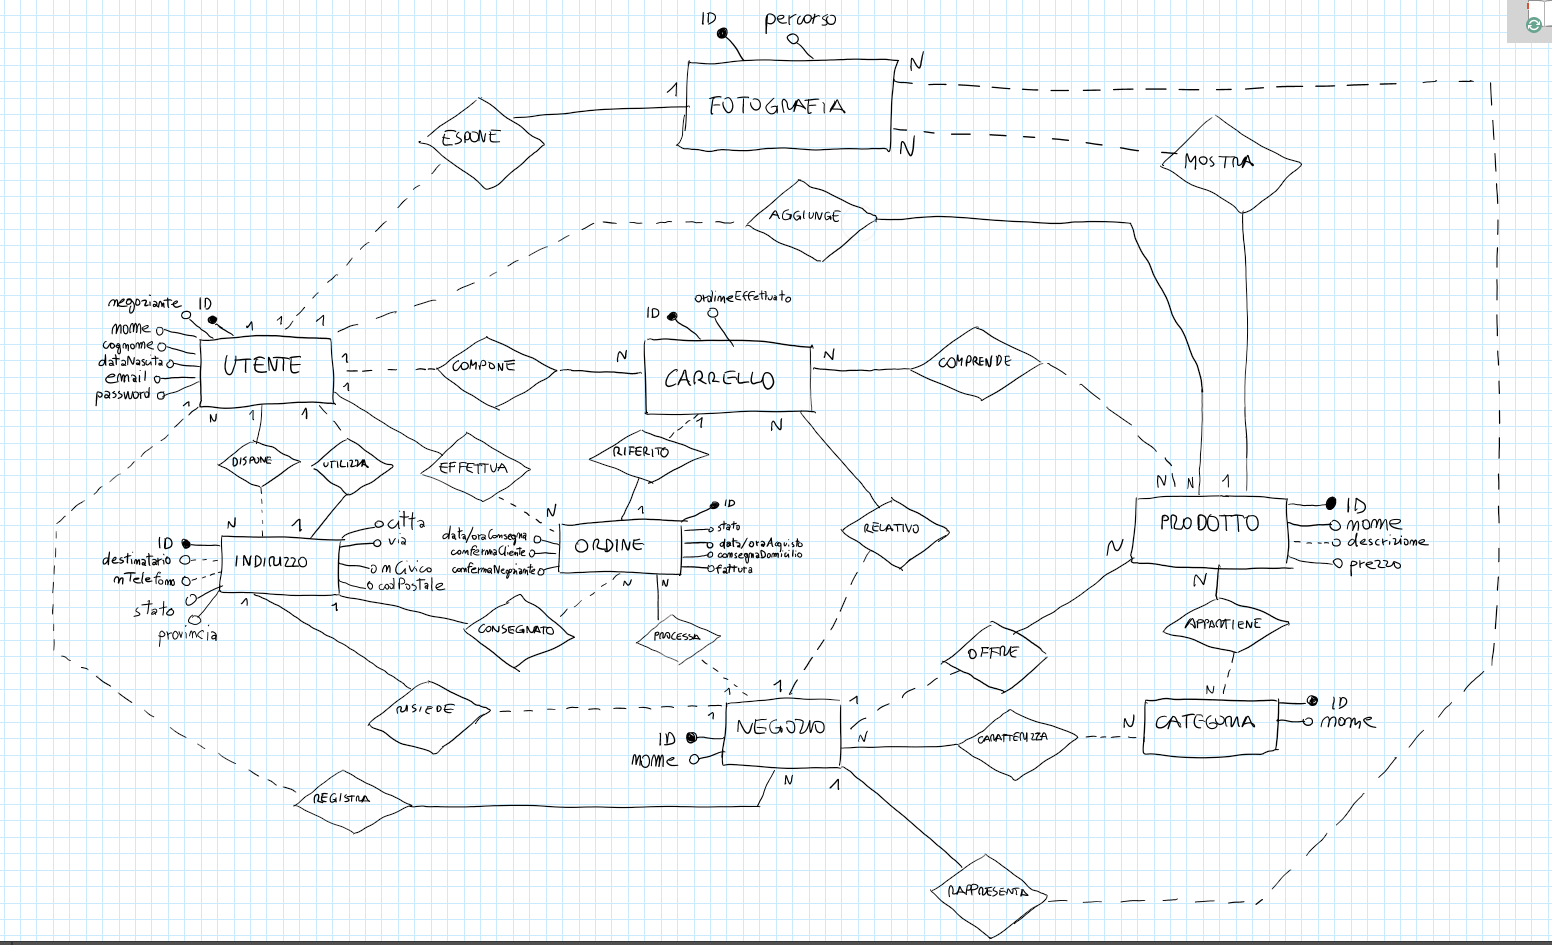 ID
percorso
1
N
FOTOGRAFIA
N
ESPONE
MOSTRA
AGGIUNGE
negoziante
ID
nome
cognome
dataNascita
email
password
1
1
1
UTENTE
1
1
1
N
1
1
COMPONE
ID
ordineEffettuato
N
CARRELLO
N
1
N
COMPRENDE
DISPONE
UTILIZZA
EFFETTUA
RIFERITO
RELATIVO
N
N
1
PRODOTTO
N
N
ID
nome
descrizione
prezzo
N
1
ID
destinatario
nTelefono
stato
provincia
INDIRIZZO
città
via
nCivico
codPostale
1
1
N
1
data/oraConsegna
confermaCliente
confermaNegoziante
ORDINE
ID
stato
data/oraAcquisto
consegnaDomicilio
fattura
N
N
CONSEGNATO
PROCESSA
OFFRE
APPARTIENE
RISIEDE
1
1
1
1
N
NEGOZIO
ID
nome
N
1
CARATTERIZZA
N
N
CATEGORIA
ID
nome
REGISTRA
RAPPRESENTA